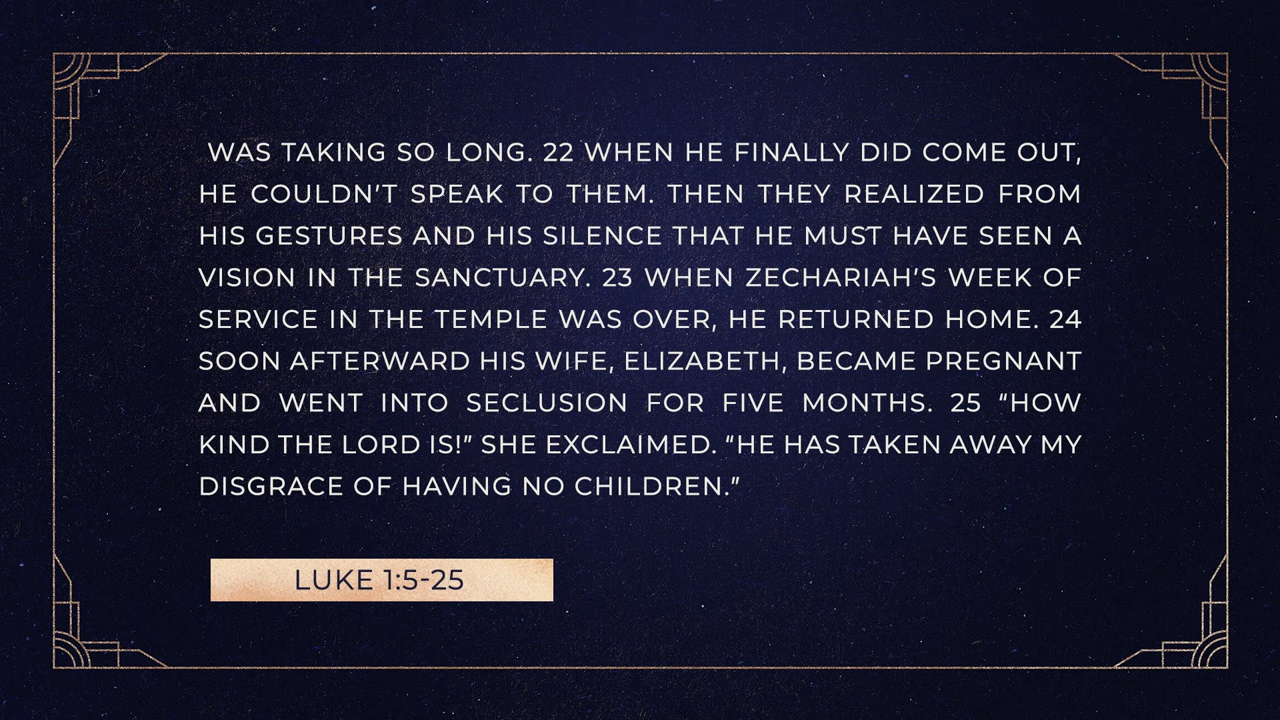 WAS TAKING SO LONG. 22 WHEN HE FINALLY DID COME OUT,
HE COULDN’T SPEAK TO THEM. THEN THEY REALIZED FROM
HIS GESTURES AND HIS SILENCE THAT HE MUST HAVE SEEN A
VISION IN THE SANCTUARY. 23 WHEN ZECHARIAH’S WEEK OF
SERVICE IN THE TEMPLE WAS OVER, HE RETURNED HOME. 24
SOON AFTERWARD HIS WIFE, ELIZABETH, BECAME PREGNANT
AND WENT INTO SECLUSION FOR FIVE MONTHS. 25 “HOW
KIND THE LORD IS!” SHE EXCLAIMED. “HE HAS TAKEN AWAY MY
DISGRACE OF HAVING NO CHILDREN.”
LUKE 1:5-25